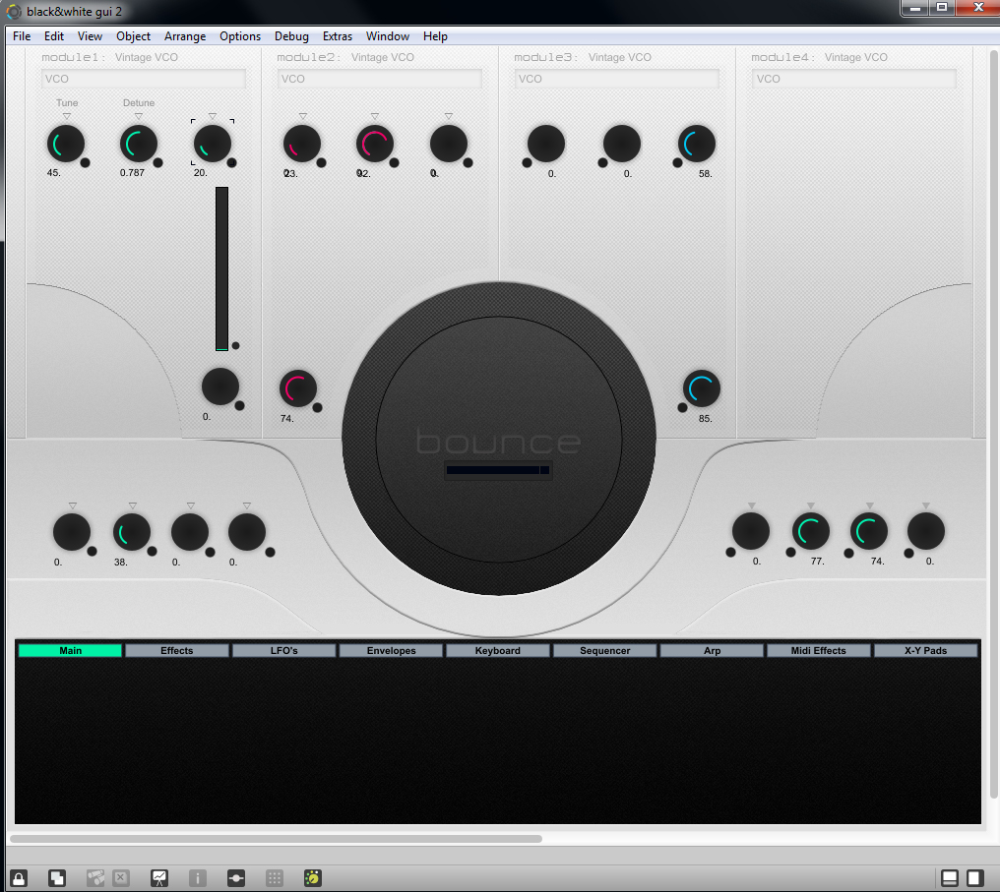 black&white gui 2
File Edit View Object Arrange Options Debug Extras Window Help
module1: Vintage VCO module2: Vintage VCO module3: Vintage VCO module4: Vintage VCO
VCO VCO VCO VCO
Tune Detune
45. 0.787 20. 23. 0. 0. 0. 58.
0. 74. 85.
bounce
0. 38. 0. 0. 0. 77. 74. 0.
Main Effects LFO's Envelopes Keyboard Sequencer Arp Midi Effects X-Y Pads